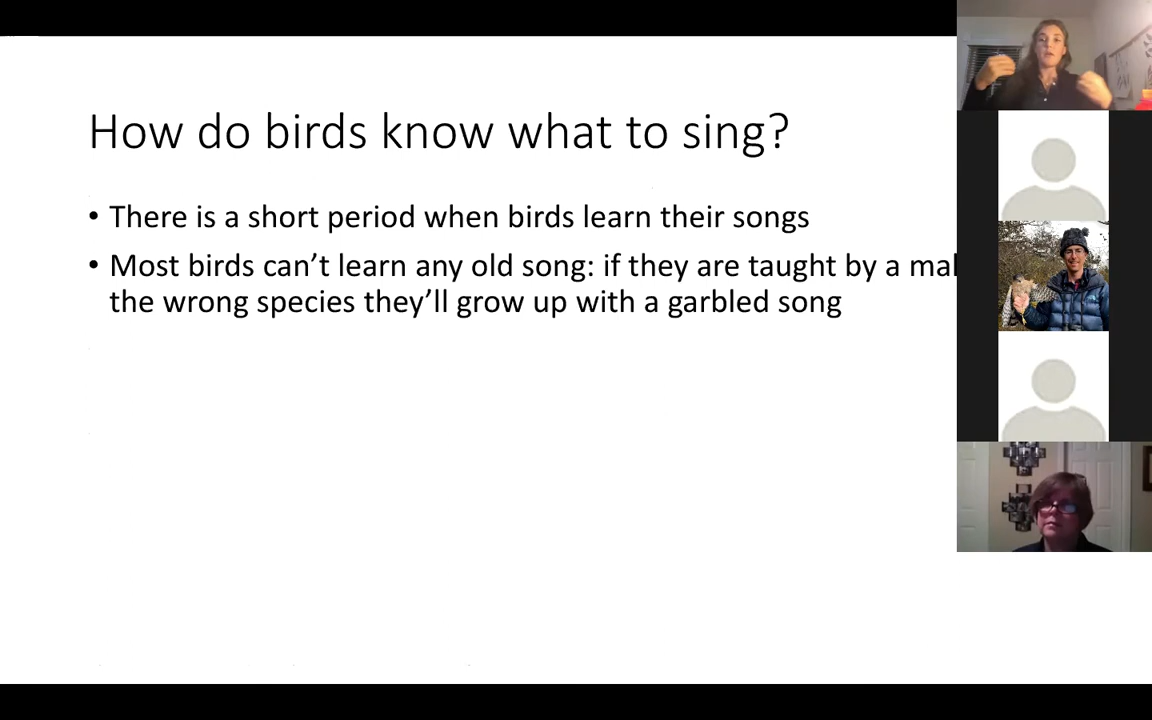 How do birds know what to sing?
• There is a short period when birds learn their songs
• Most birds can’t learn any old song: if they are taught by a
the wrong species they’ll grow up with a garbled song